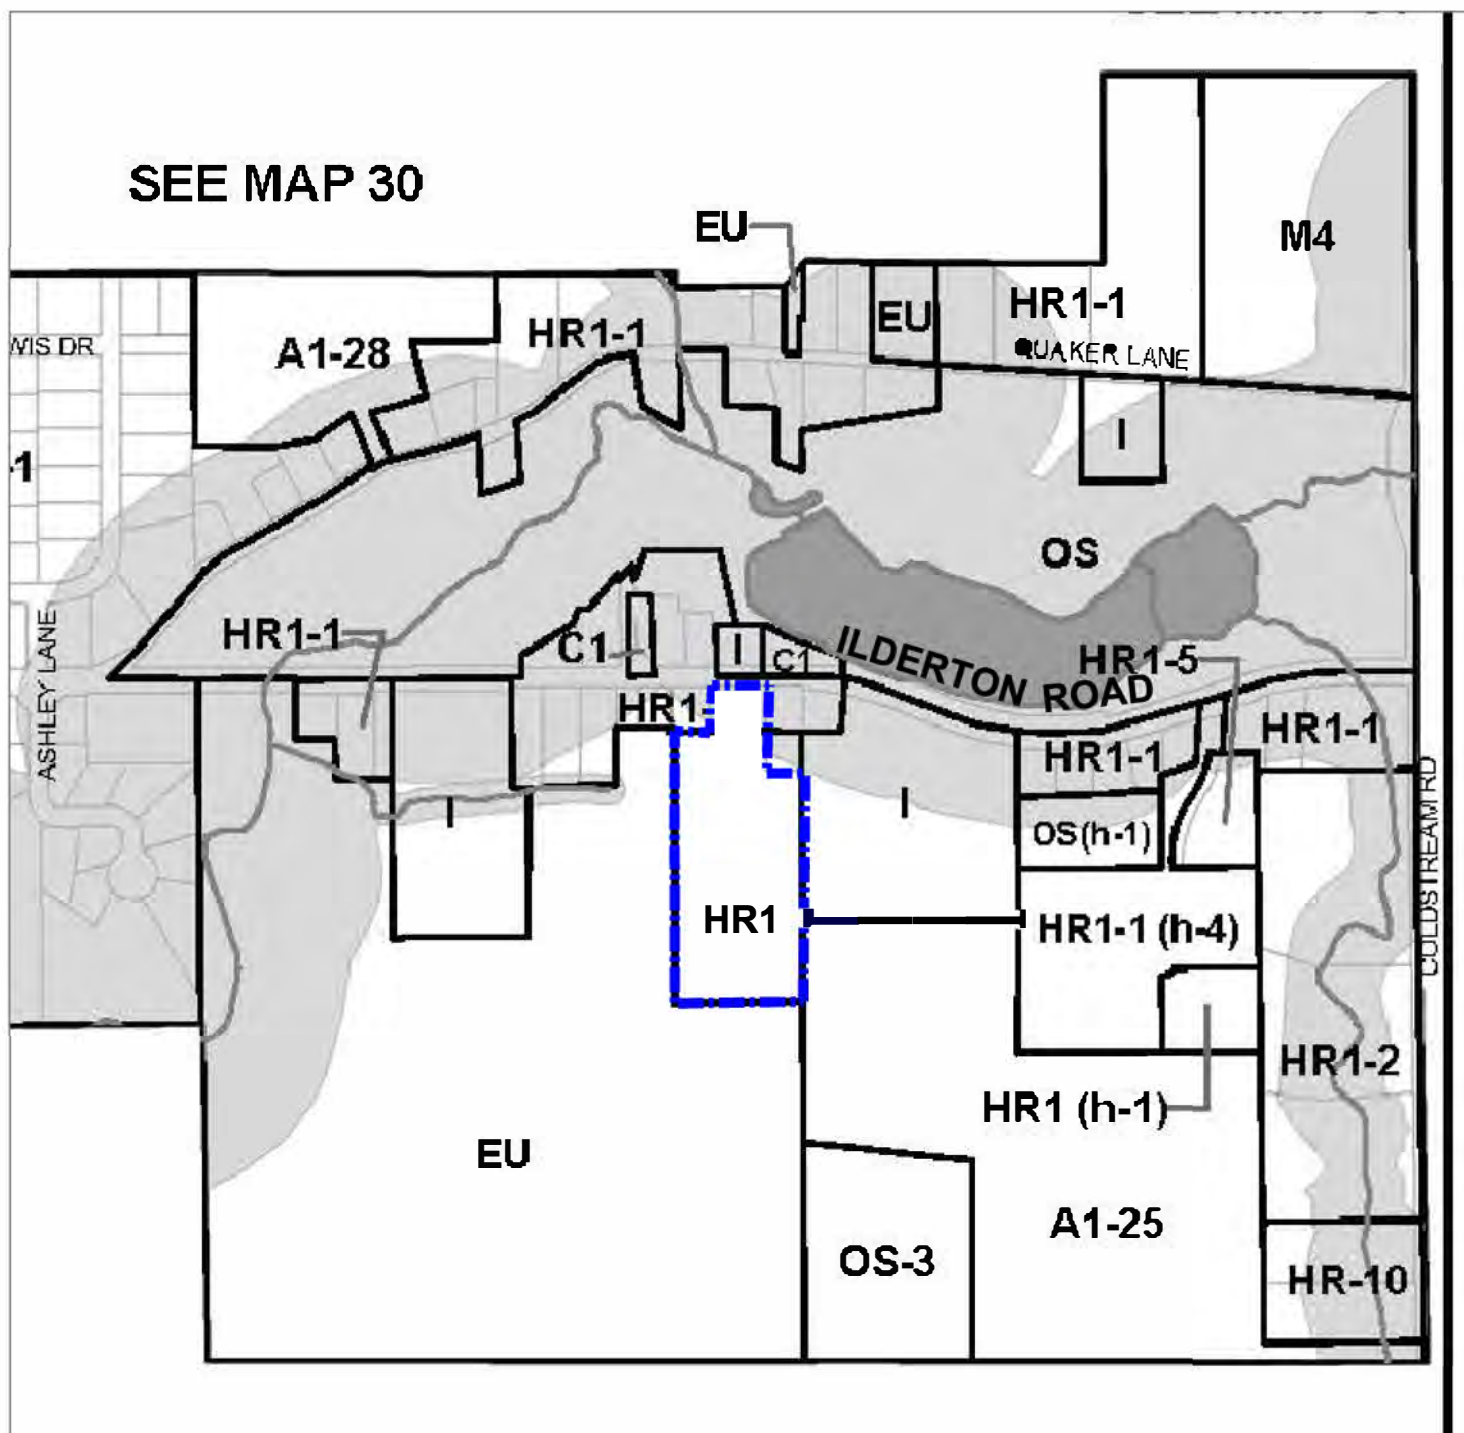 SEE MAP 30
EU
M4
HR1-1
EU
HR1-1
WIS DR
A1-28
QUAKER LANE
I
-1
OS
ASHLEY LANE
HR1-1
C1
I
C1
ILDERTON ROAD
HR1-5
HR1-
HR1-1
HR1-1
I
I
OS(h-1)
COLDSTREAM RD
HR1
HR1-1 (h-4)
HR1-2
HR1 (h-1)
EU
A1-25
OS-3
HR-10